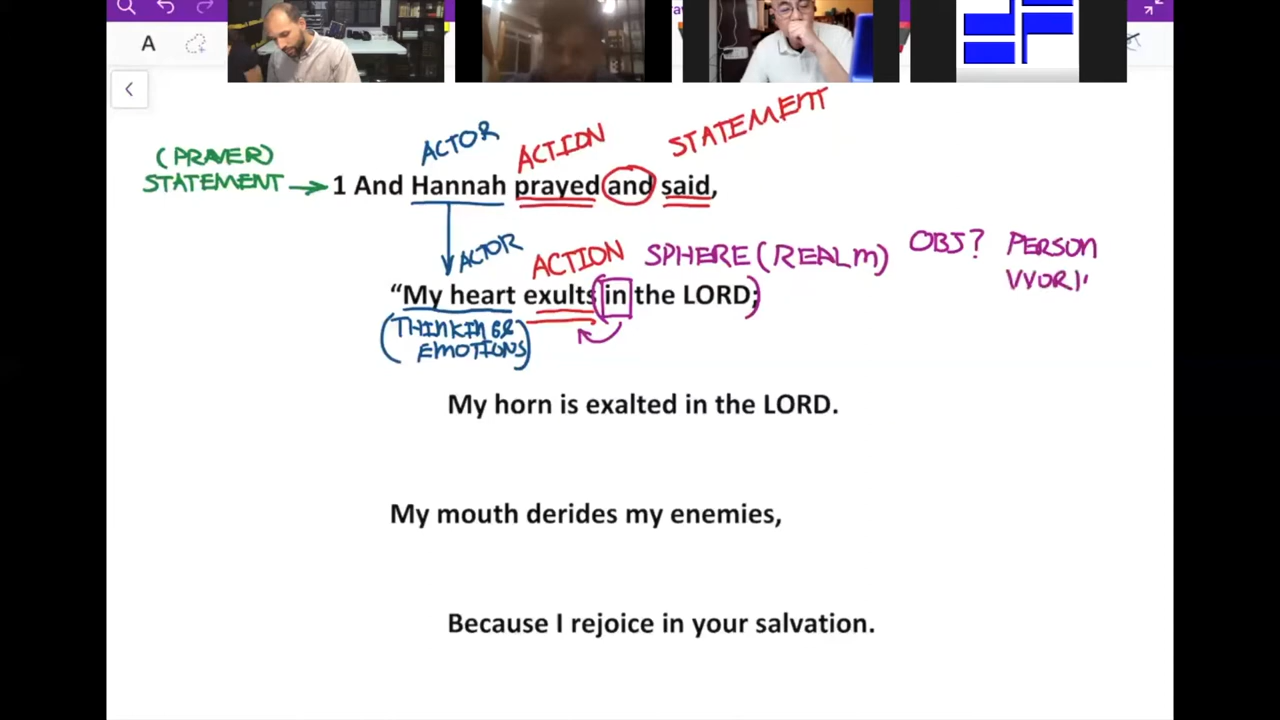 A
ACTOR ACTION STATEMENT
(PRAYER)
STATEMENT → 1 And Hannah prayed and said,
ACTOR ACTION SPHERE (REALM) OBJ? PERSON
“My heart exults in the LORD;
(THINKING &
EMOTIONS)
My horn is exalted in the LORD.
My mouth derides my enemies,
Because I rejoice in your salvation.